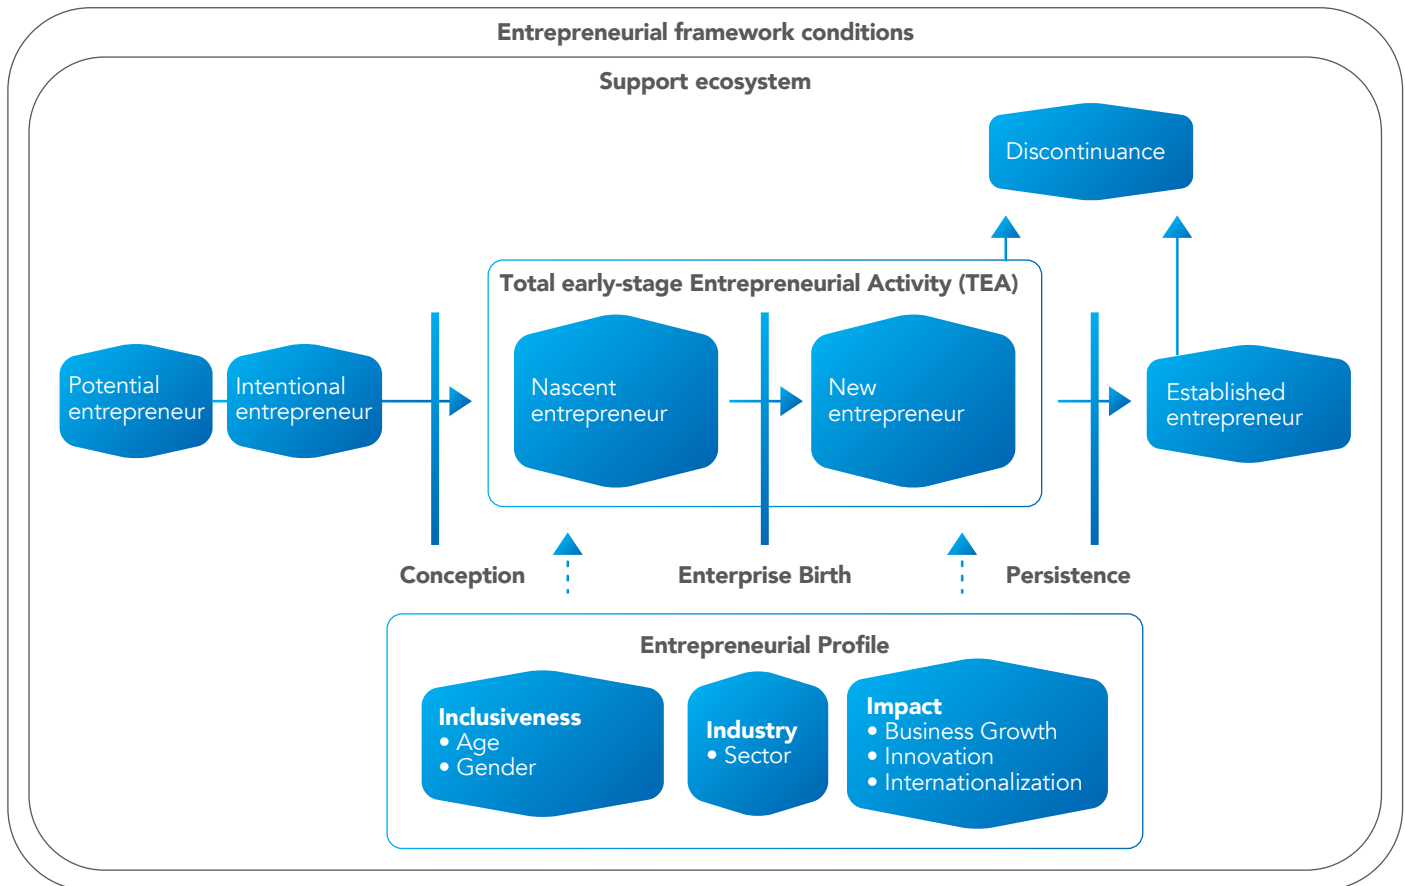 Entrepreneurial framework conditions
Support ecosystem
Discontinuance
Total early-stage Entrepreneurial Activity (TEA)
Potential
entrepreneur
Intentional
entrepreneur
Nascent
entrepreneur
New
entrepreneur
Established
entrepreneur
Conception
Enterprise Birth
Persistence
Entrepreneurial Profile
Inclusiveness
• Age
• Gender
Industry
• Sector
Impact
• Business Growth
• Innovation
• Internationalization